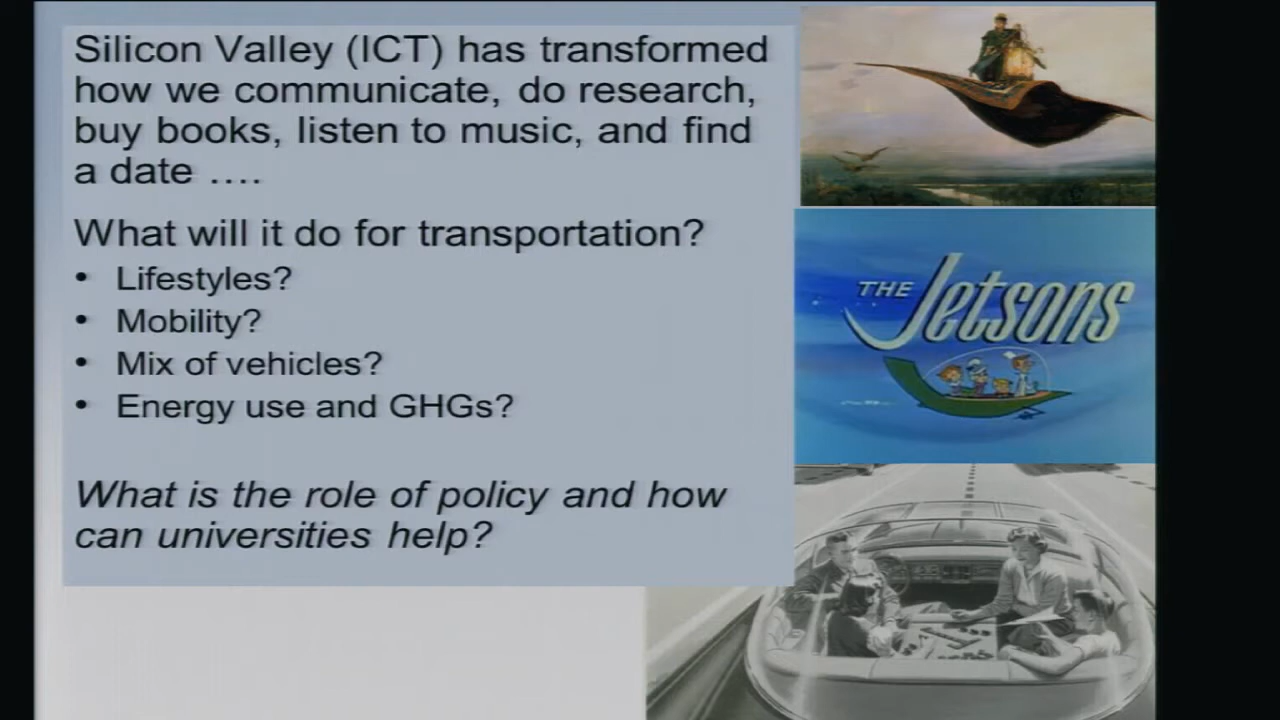 Silicon Valley (ICT) has transformed
how we communicate, do research,
buy books, listen to music, and find
a date ....
What will it do for transportation?
• Lifestyles?
• Mobility?
• Mix of vehicles?
• Energy use and GHGs?
What is the role of policy and how
can universities help?
THE Jetsons